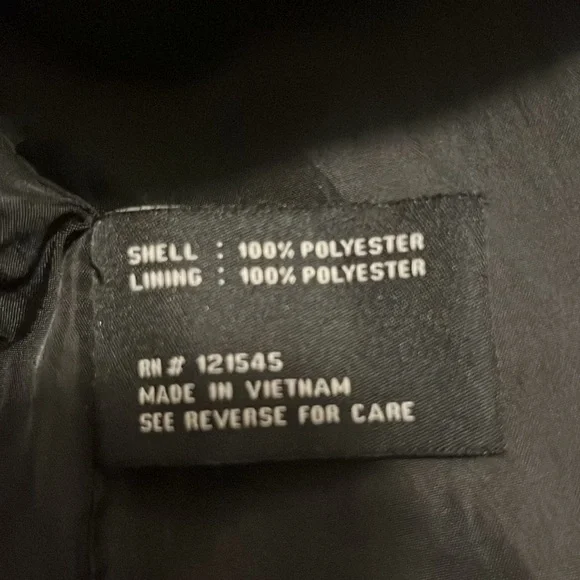 SHELL : 100% POLYESTER
LINING : 100% POLYESTER
RN# 121545
MADE IN VIETNAM
SEE REVERSE FOR CARE